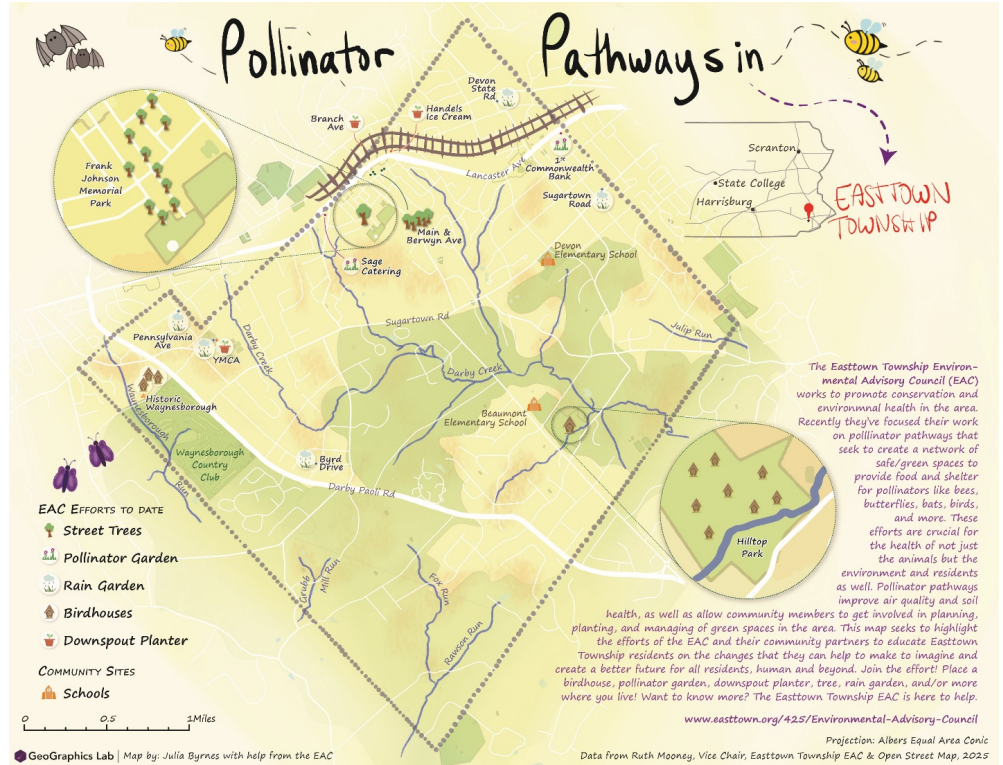 Pollinator Pathways in
EASTTOWN
TOWNSHIP
Scranton
State College
Harrisburg
Devon
State
Rd
Handels
Ice Cream
Branch
Ave
Lancaster Ave
1st
Commonwealth
Bank
Sugartown
Road
Frank
Johnson
Memorial
Park
Main &
Berwyn Ave
Sage
Catering
Devon
Elementary School
Sugartown Rd
Julip Run
Pennsylvania
Ave
YMCA
Darby Creek
Darby Creek
Historic
Waynesborough
Waynesborough
Run
Waynesborough
Country
Club
Beaumont
Elementary School
Byrd
Drive
Darby Paoli Rd
Hilltop
Park
Grubb
Mill Run
Fox Run
Rawson Run
EAC EFFORTS TO DATE
Street Trees
Pollinator Garden
Rain Garden
Birdhouses
Downspout Planter
COMMUNITY SITES
Schools
0 0.5 1Miles
GeoGraphics Lab | Map by: Julia Byrnes with help from the EAC
The Easttown Township Environ-
mental Advisory Council (EAC)
works to promote conservation and
environmnal health in the area.
Recently they've focused their work
on polllinator pathways that
seek to create a network of
safe/green spaces to
provide food and shelter
for pollinators like bees,
butterflies, bats, birds,
and more. These
efforts are crucial for
the health of not just
the animals but the
environment and residents
as well. Pollinator pathways
improve air quality and soil
health, as well as allow community members to get involved in planning,
planting, and managing of green spaces in the area. This map seeks to highlight
the efforts of the EAC and their community partners to educate Easttown
Township residents on the changes that they can help to make to imagine and
create a better future for all residents, human and beyond. Join the effort! Place a
birdhouse, pollinator garden, downspout planter, tree, rain garden, and/or more
where you live! Want to know more? The Easttown Township EAC is here to help.
www.easttown.org/425/Environmental-Advisory-Council
Projection: Albers Equal Area Conic
Data from Ruth Mooney, Vice Chair, Easttown Township EAC & Open Street Map, 2025